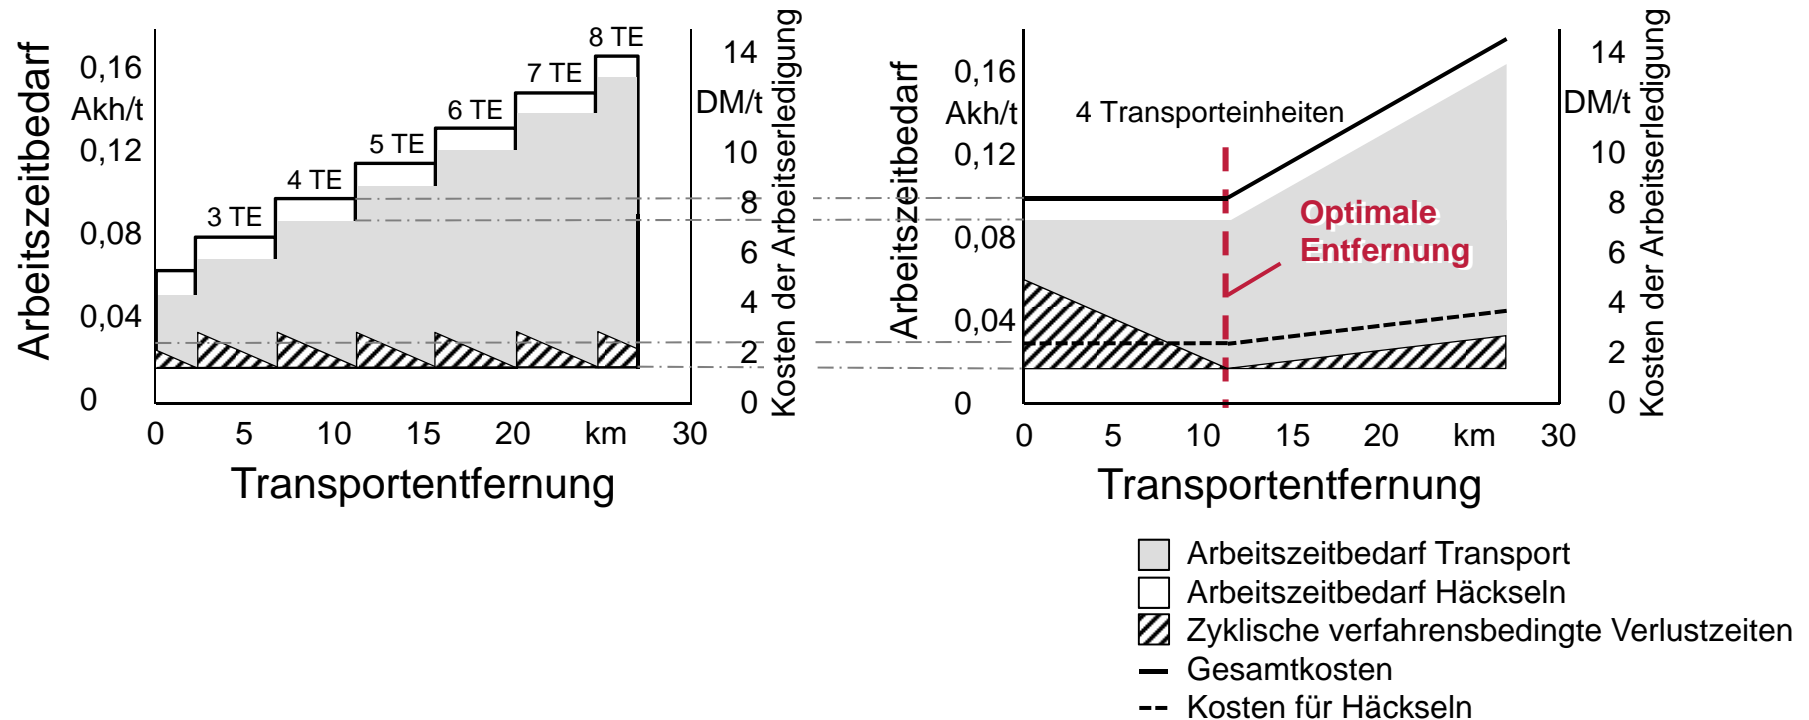 Arbeitszeitbedarf
0,16
Akh/t
0,12
0,08
0,04
0
3 TE
4 TE
5 TE
6 TE
7 TE
8 TE
14
DM/t
10
8
6
4
2
0
Kosten der Arbeitserledigung
0 5 10 15 20 km 30
Transportentfernung
Arbeitszeitbedarf
0,16
Akh/t
0,12
0,08
0,04
0
4 Transporteinheiten
Optimale
Entfernung
14
DM/t
10
8
6
4
2
0
Kosten der Arbeitserledigung
0 5 10 15 20 km 30
Transportentfernung
Arbeitszeitbedarf Transport
Arbeitszeitbedarf Häckseln
Zyklische verfahrensbedingte Verlustzeiten
Gesamtkosten
Kosten für Häckseln